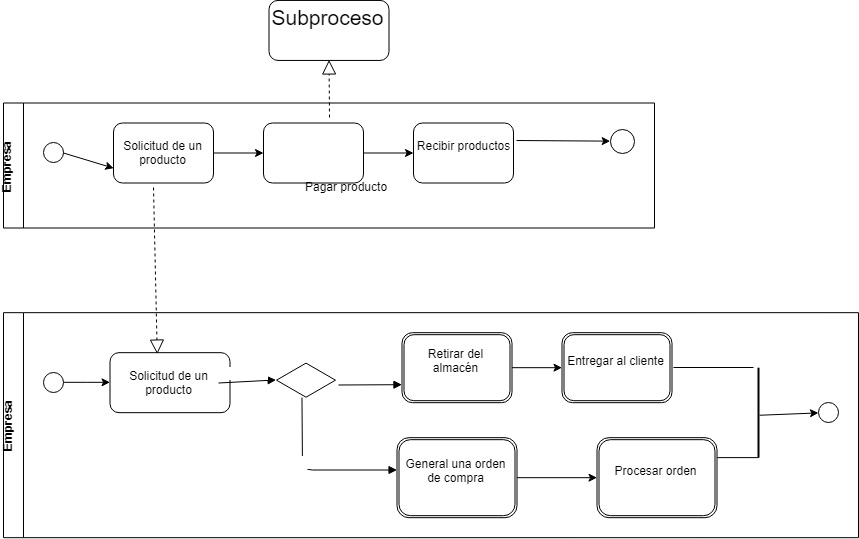 Subproceso
Empresa
Solicitud de un
producto
Pagar producto
Recibir productos
Empresa
Solicitud de un
producto
Retirar del
almacén
Entregar al cliente
General una orden
de compra
Procesar orden